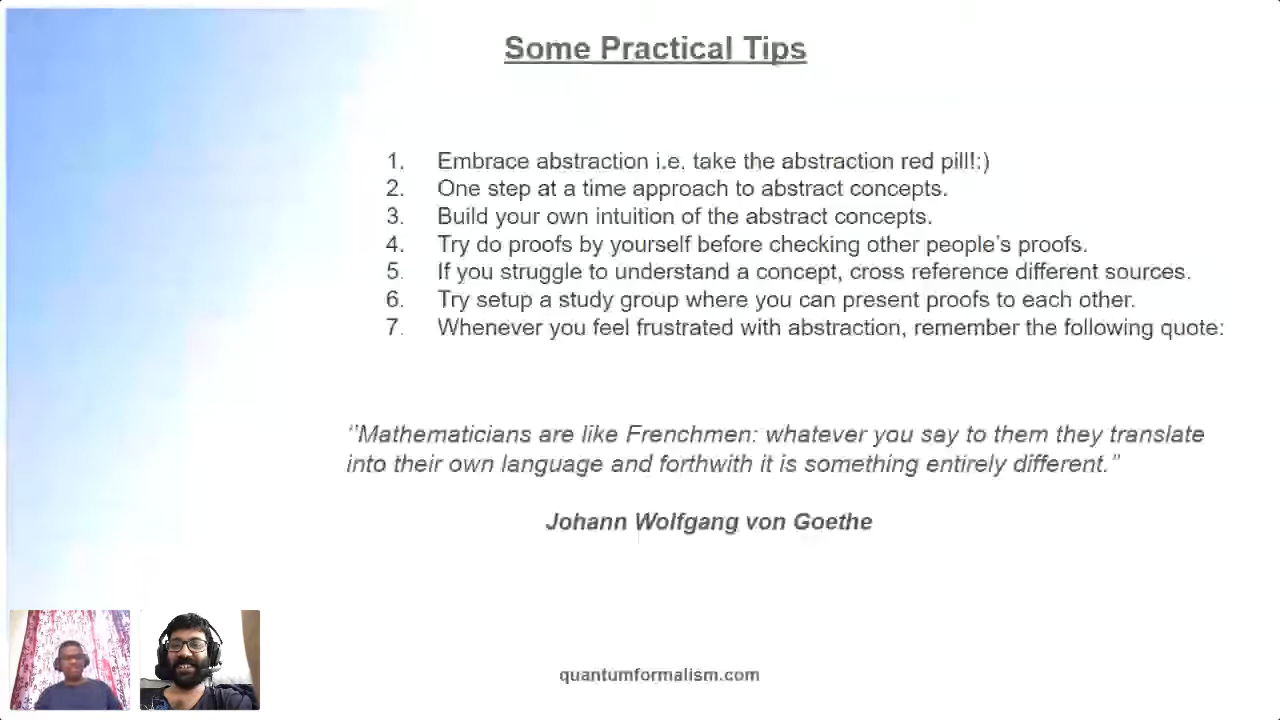 Some Practical Tips
1. Embrace abstraction i.e. take the abstraction red pill!:)
2. One step at a time approach to abstract concepts.
3. Build your own intuition of the abstract concepts.
4. Try do proofs by yourself before checking other people’s proofs.
5. If you struggle to understand a concept, cross reference different sources.
6. Try setup a study group where you can present proofs to each other.
7. Whenever you feel frustrated with abstraction, remember the following quote:
‘’Mathematicians are like Frenchmen: whatever you say to them they translate
into their own language and forthwith it is something entirely different.”
Johann Wolfgang von Goethe
quantumformalism.com